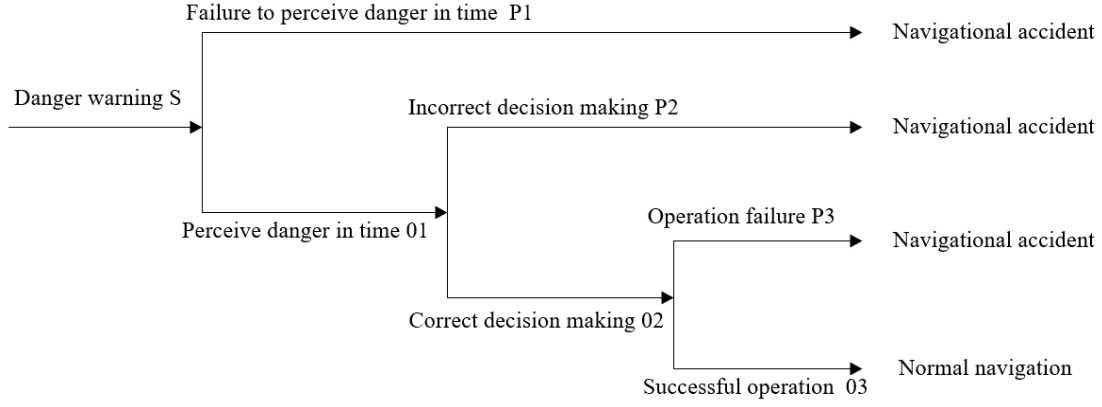 Failure to perceive danger in time P1
Navigational accident
Danger warning S
Incorrect decision making P2
Navigational accident
Perceive danger in time 01
Operation failure P3
Navigational accident
Correct decision making 02
Normal navigation
Successful operation 03